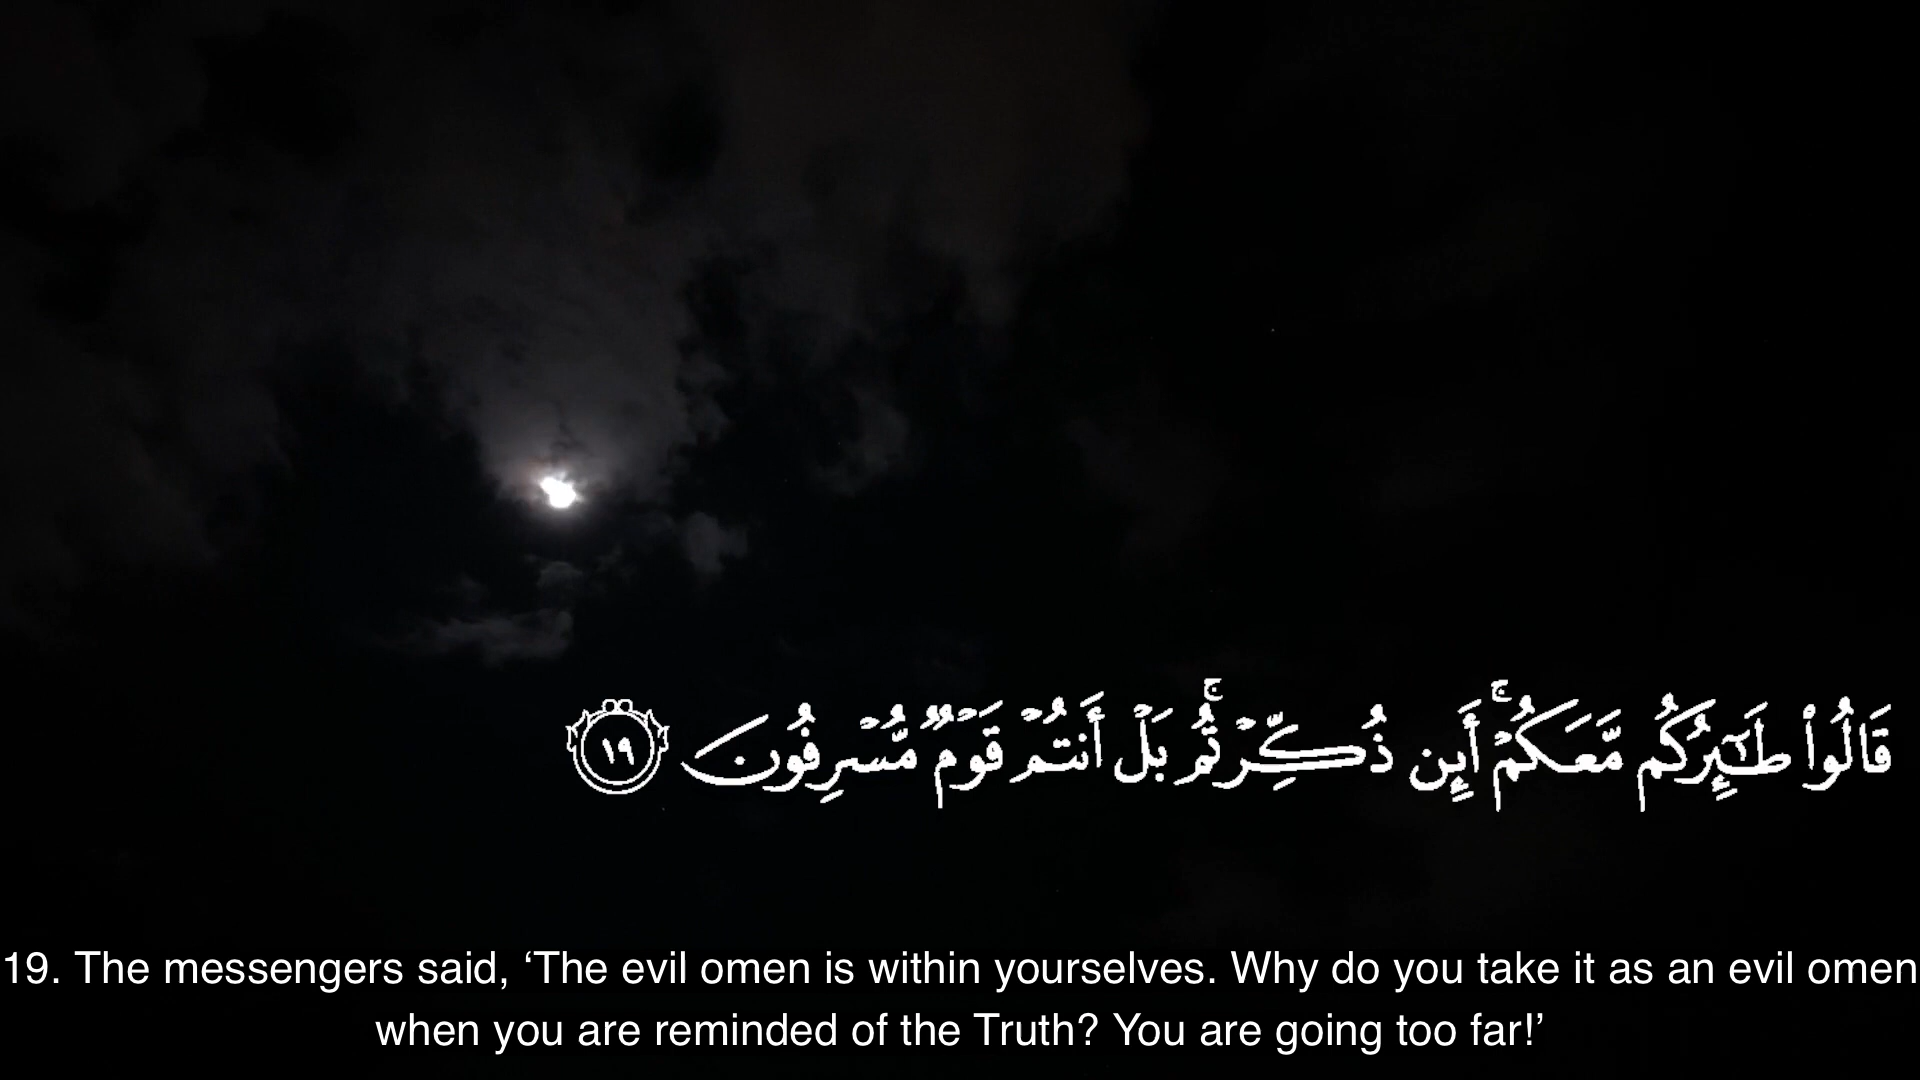 قَالُوا۟ طَـٰٓئِرُكُم مَّعَكُمْ ۚ أَئِن ذُكِّرْتُم ۚ بَلْ أَنتُمْ قَوْمٌ مُّسْرِفُونَ ١٩
19. The messengers said, ‘The evil omen is within yourselves. Why do you take it as an evil omen
when you are reminded of the Truth? You are going too far!’